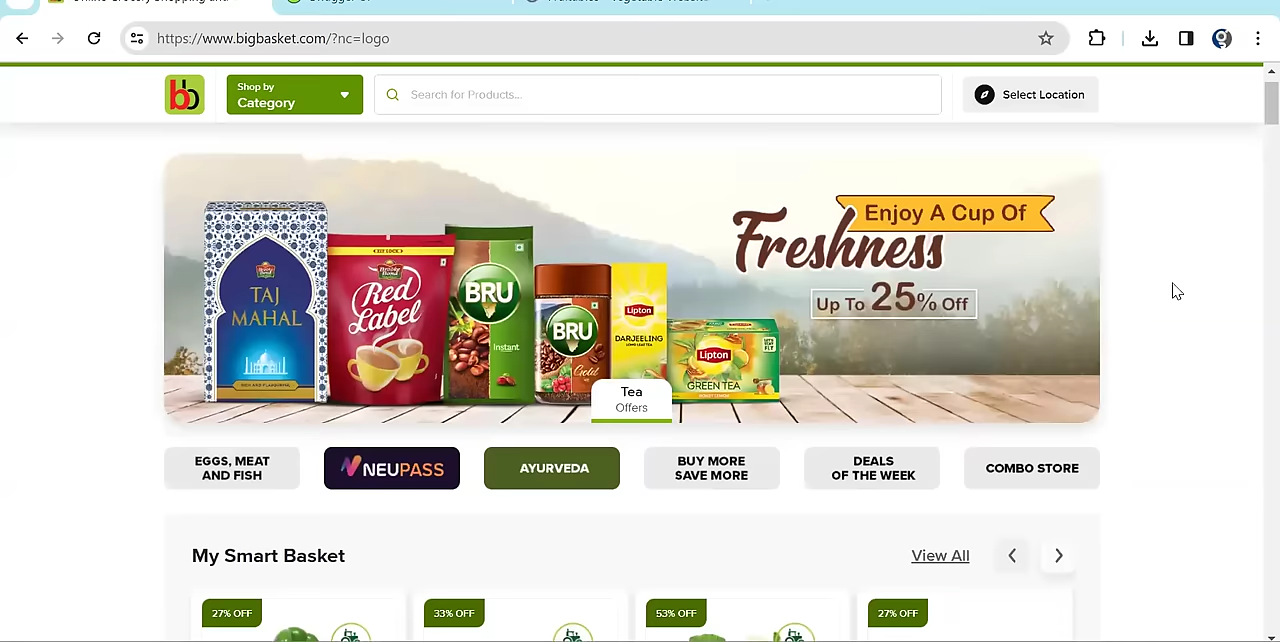 https://www.bigbasket.com/?nc=logo
bb
Shop by
Category
Search for Products...
Select Location
Enjoy A Cup Of
Freshness
Up To 25% Off
TAJ
MAHAL
Brooke
Bond
Red
Label
BRU
Instant
BRU
Gold
Lipton
DARJEELING
Lipton
GREEN TEA
Tea
Offers
EGGS, MEAT
AND FISH
NEUPASS
AYURVEDA
BUY MORE
SAVE MORE
DEALS
OF THE WEEK
COMBO STORE
My Smart Basket
View All
27% OFF
33% OFF
53% OFF
27% OFF